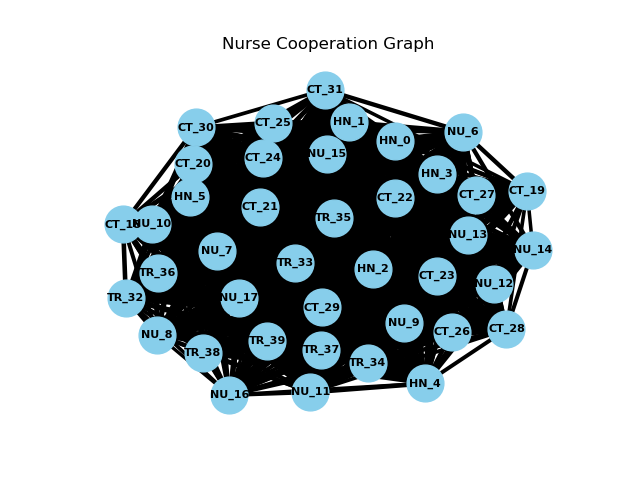 Nurse Cooperation Graph
CT_31
CT_25
HN_1
CT_30
NU_6
HN_0
NU_15
CT_24
CT_20
HN_3
CT_19
CT_27
HN_5
CT_22
CT_21
TR_35
NU_10
NU_13
NU_14
NU_7
TR_33
HN_2
TR_36
CT_23
NU_12
TR_32
NU_17
CT_29
NU_9
CT_28
CT_26
NU_8
TR_39
TR_37
TR_38
TR_34
HN_4
NU_11
NU_16